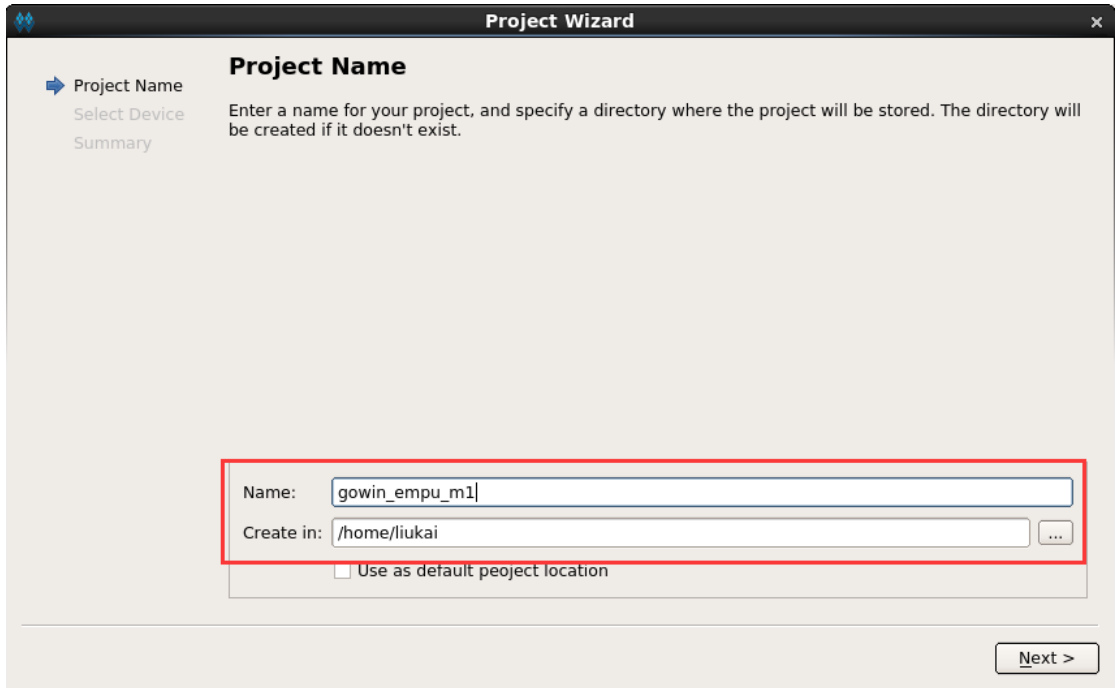 Project Wizard
×
Project Name
Select Device
Summary
Project Name
Enter a name for your project, and specify a directory where the project will be stored. The directory will
be created if it doesn't exist.
Name: gowin_empu_m1
Create in: /home/liukai ...
Use as default peoject location
Next >